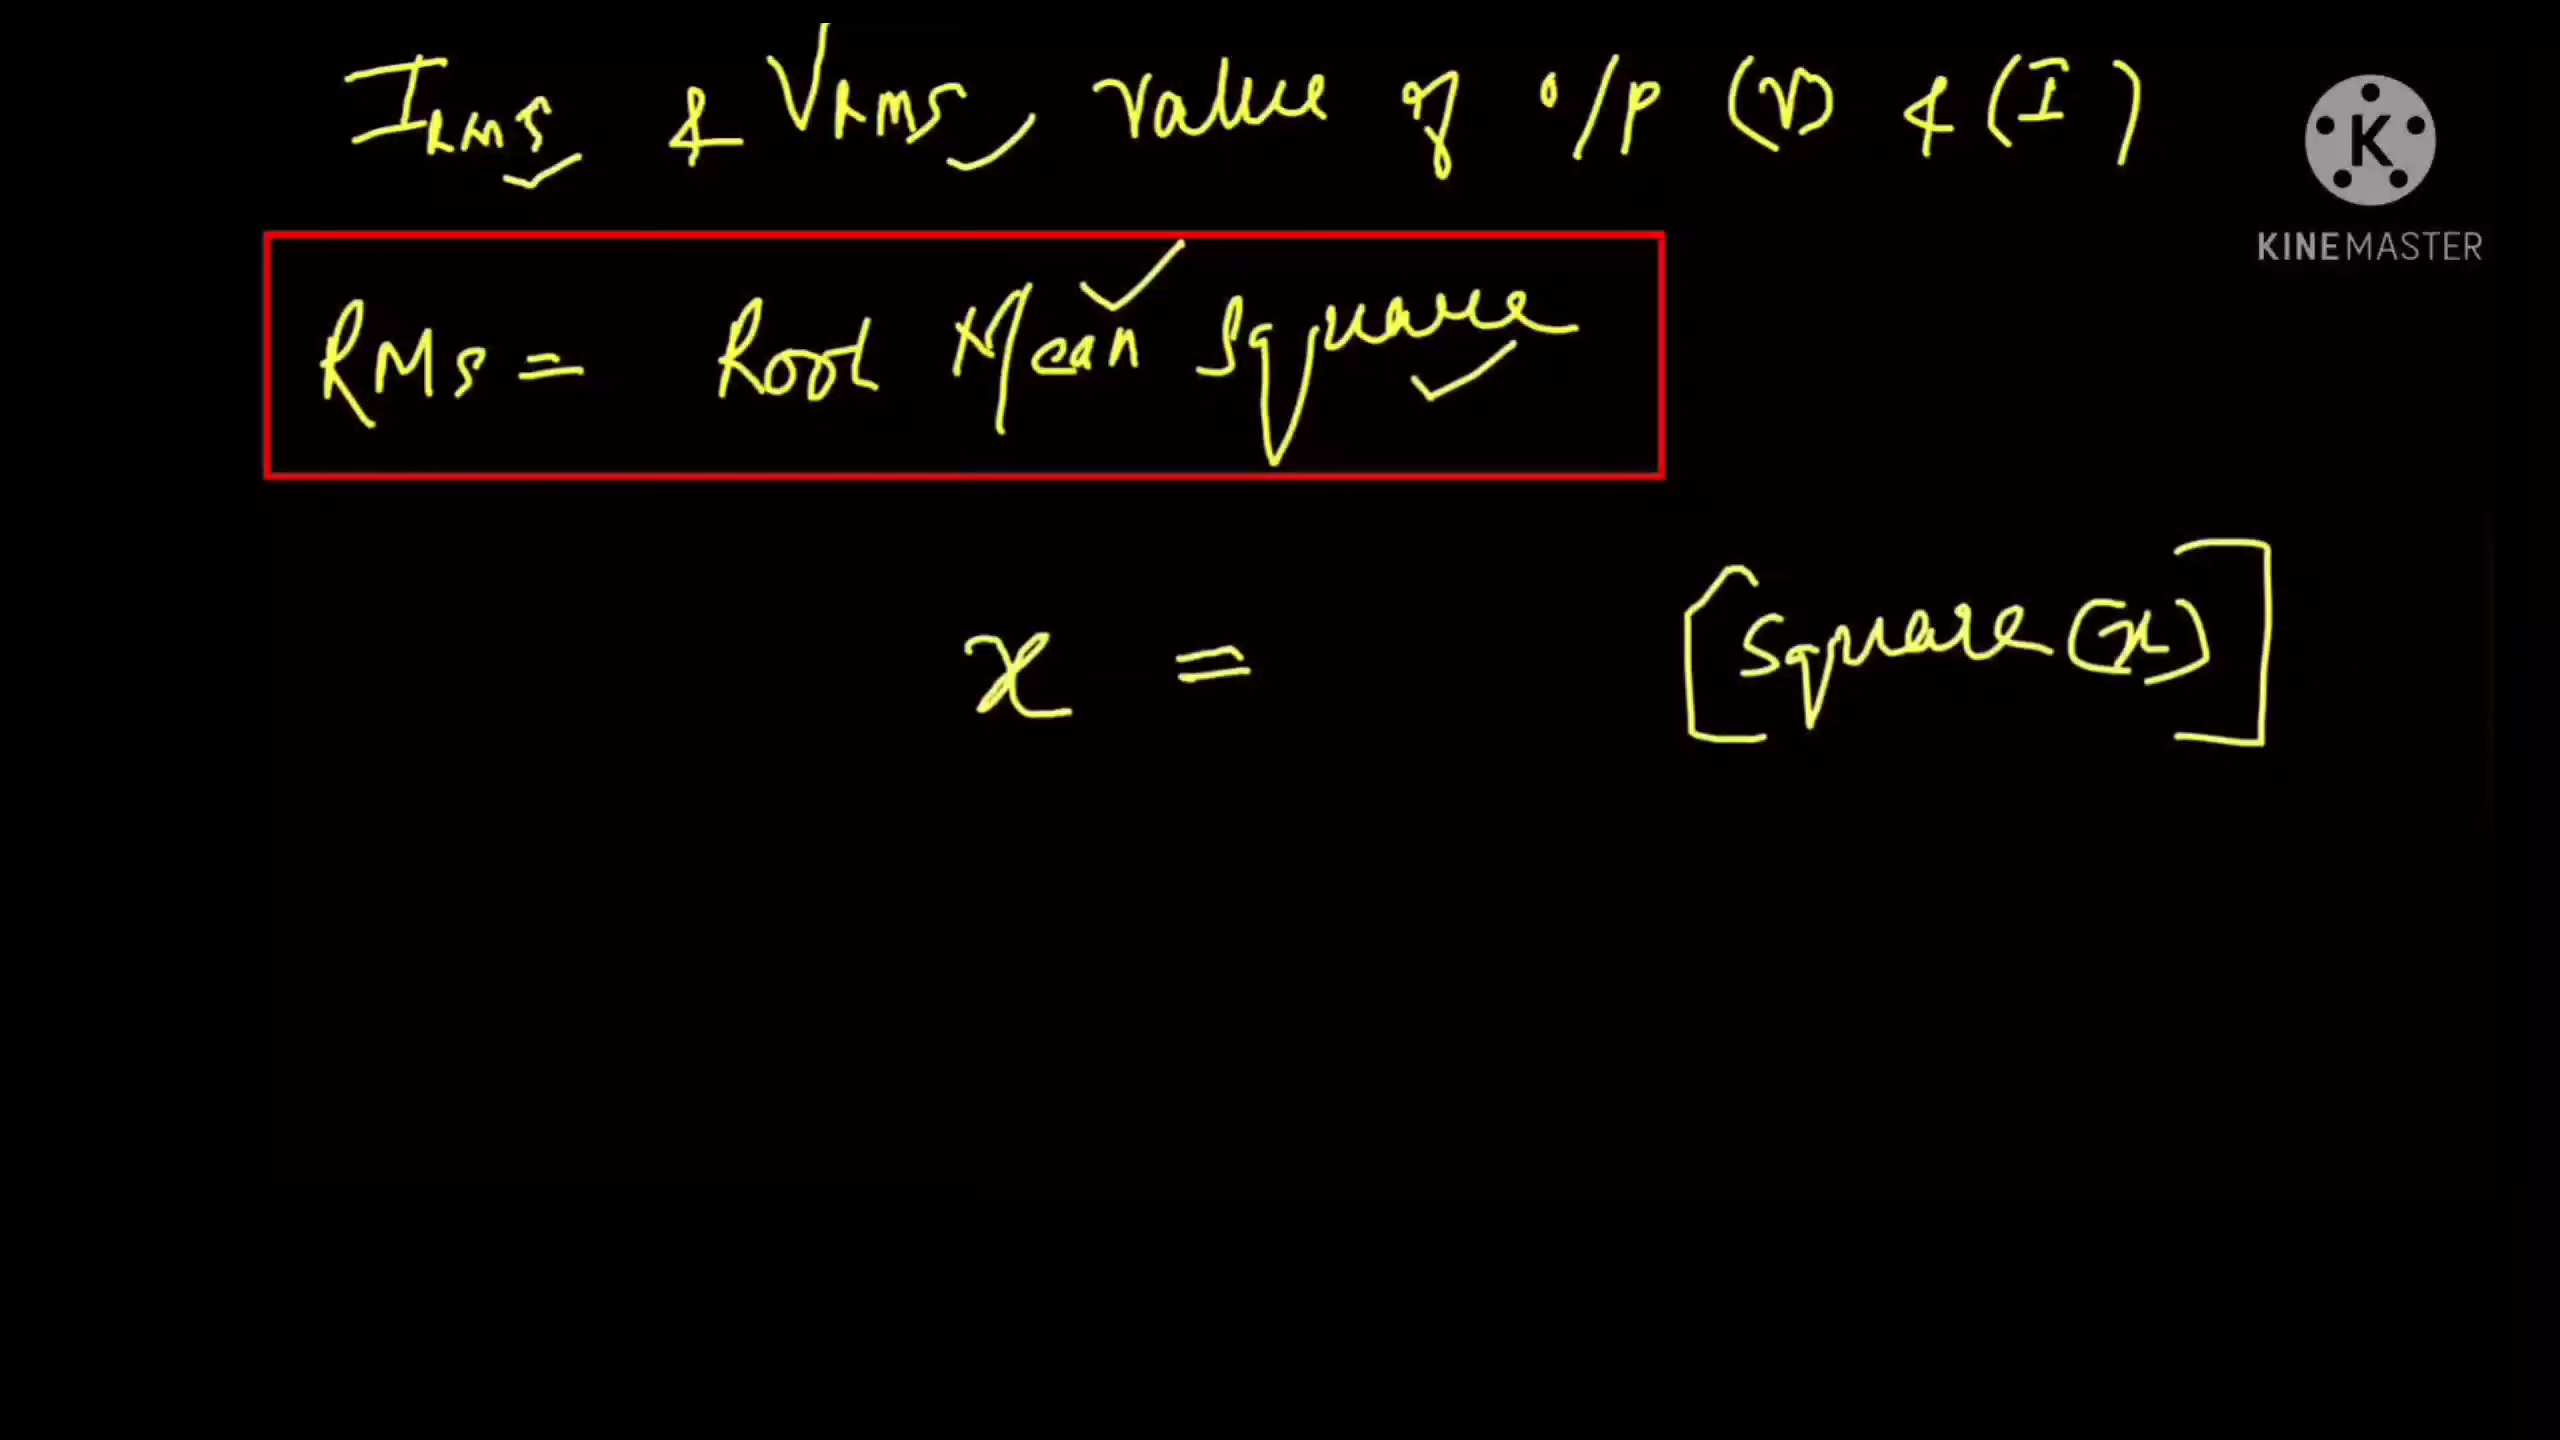 IRMS & VRMS, value of o/p (V) & (I)
KINEMASTER
RMS = Root Mean Square
x = [square(x)]